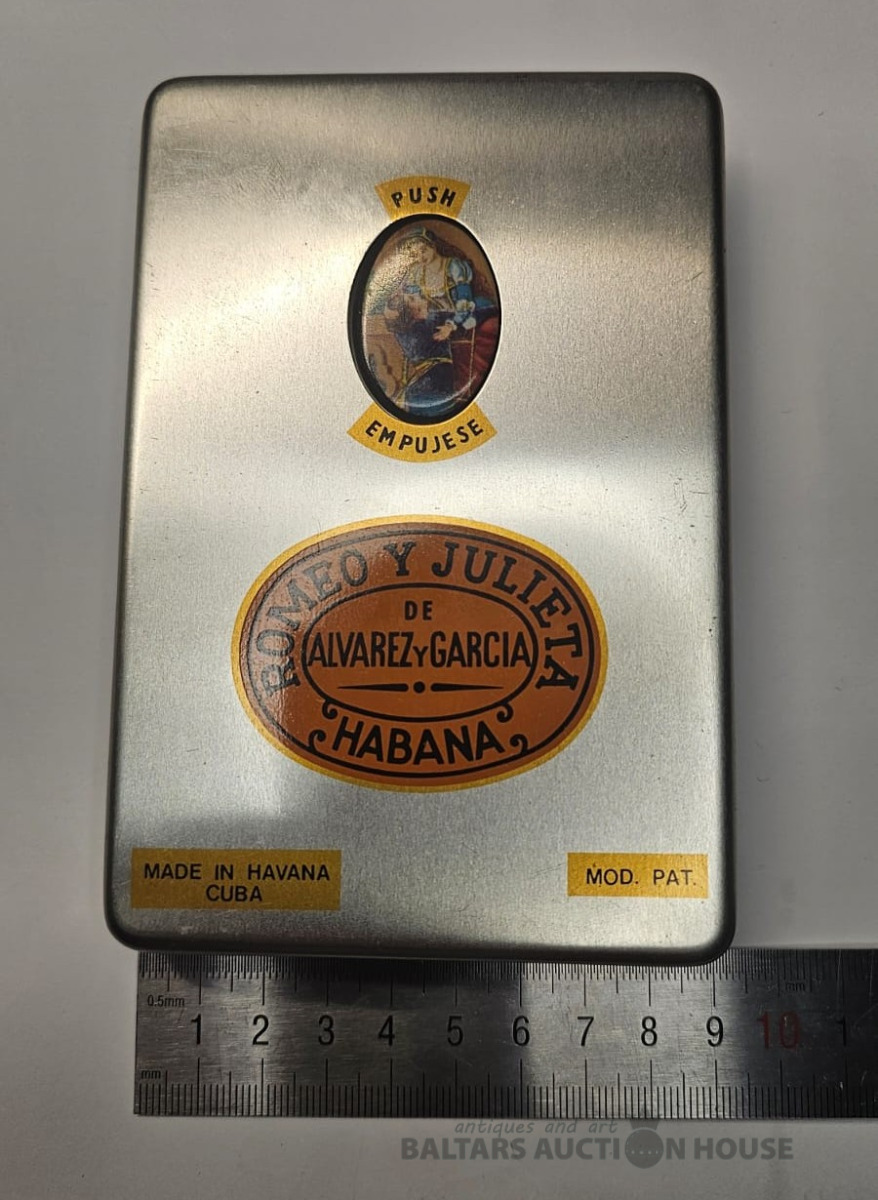 PUSH
EMPUJESE
ROMEO Y JULIETA
DE
ALVAREZ Y GARCIA
HABANA
MADE IN HAVANA
CUBA
MOD. PAT.
0.5mm
mm
1 2 3 4 5 6 7 8 9 10 1
mm
antiques and art
BALTARS AUCTION HOUSE